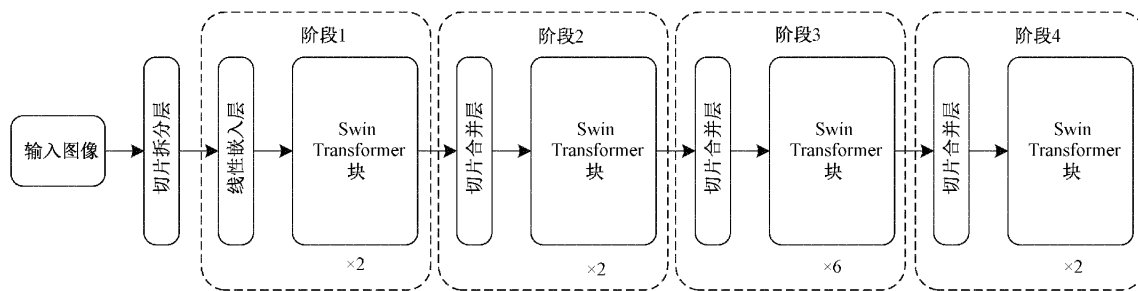 阶段1
阶段2
阶段3
阶段4
输入图像
切片拆分层
线性嵌入层
Swin
Transformer
块
×2
切片合并层
Swin
Transformer
块
×2
切片合并层
Swin
Transformer
块
×6
切片合并层
Swin
Transformer
块
×2